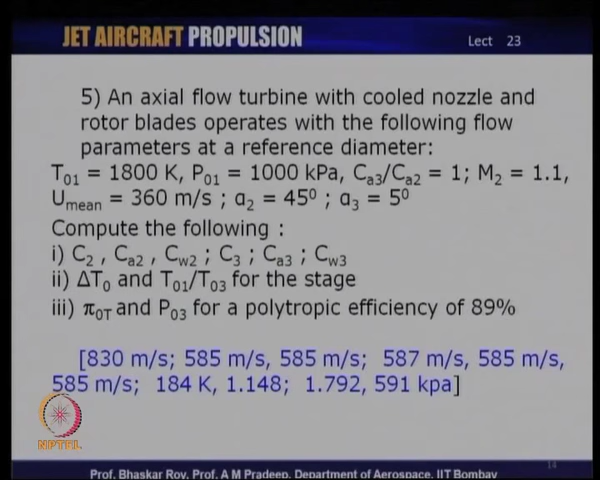 JET AIRCRAFT PROPULSION
Lect 23
5) An axial flow turbine with cooled nozzle and
rotor blades operates with the following flow
parameters at a reference diameter:
T₀₁ = 1800 K, P₀₁ = 1000 kPa, Cₐ₃/Cₐ₂ = 1; M₂ = 1.1,
Uₘₑₐₙ = 360 m/s ; α₂ = 45⁰ ; α₃ = 5⁰
Compute the following :
i) C₂ , Cₐ₂ , C_w2 ; C₃ ; Cₐ₃ ; C_w3
ii) ΔT₀ and T₀₁/T₀₃ for the stage
iii) π₀T and P₀₃ for a polytropic efficiency of 89%
[830 m/s; 585 m/s, 585 m/s; 587 m/s, 585 m/s,
585 m/s; 184 K, 1.148; 1.792, 591 kpa]
NPTEL
14
Prof. Bhaskar Roy, Prof. A M Pradeep, Department of Aerospace, IIT Bombay